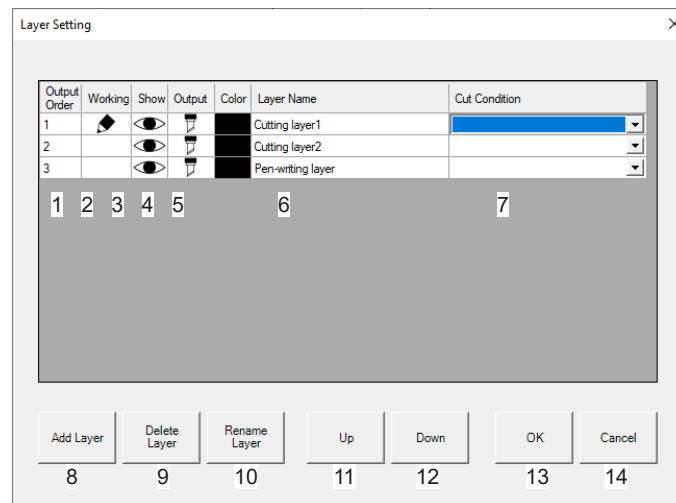 Layer Setting
Output Order Working Show Output Color Layer Name Cut Condition
1 Cutting layer1
2 Cutting layer2
3 Pen-writing layer
1 2 3 4 5 6 7
Add Layer Delete Layer Rename Layer Up Down OK Cancel
8 9 10 11 12 13 14